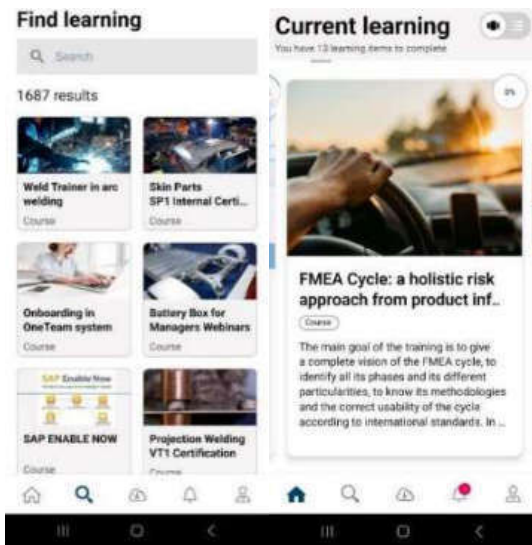 Find learning
Search
1687 results
Weld Trainer in arc
welding
Course
Skin Parts
SP1 Internal Certi...
Course
Onboarding in
OneTeam system
Course
Battery Box for
Managers Webinars
Course
SAP Enable Now
SAP ENABLE NOW
Course
Projection Welding
VT1 Certification
Course
Current learning
You have 13 learning items to complete
0%
FMEA Cycle: a holistic risk
approach from product inf..
Course
The main goal of the training is to give
a complete vision of the FMEA cycle, to
identify all its phases and its different
particularities, to know its methodologies
and the correct usability of the cycle
according to international standards. In ...